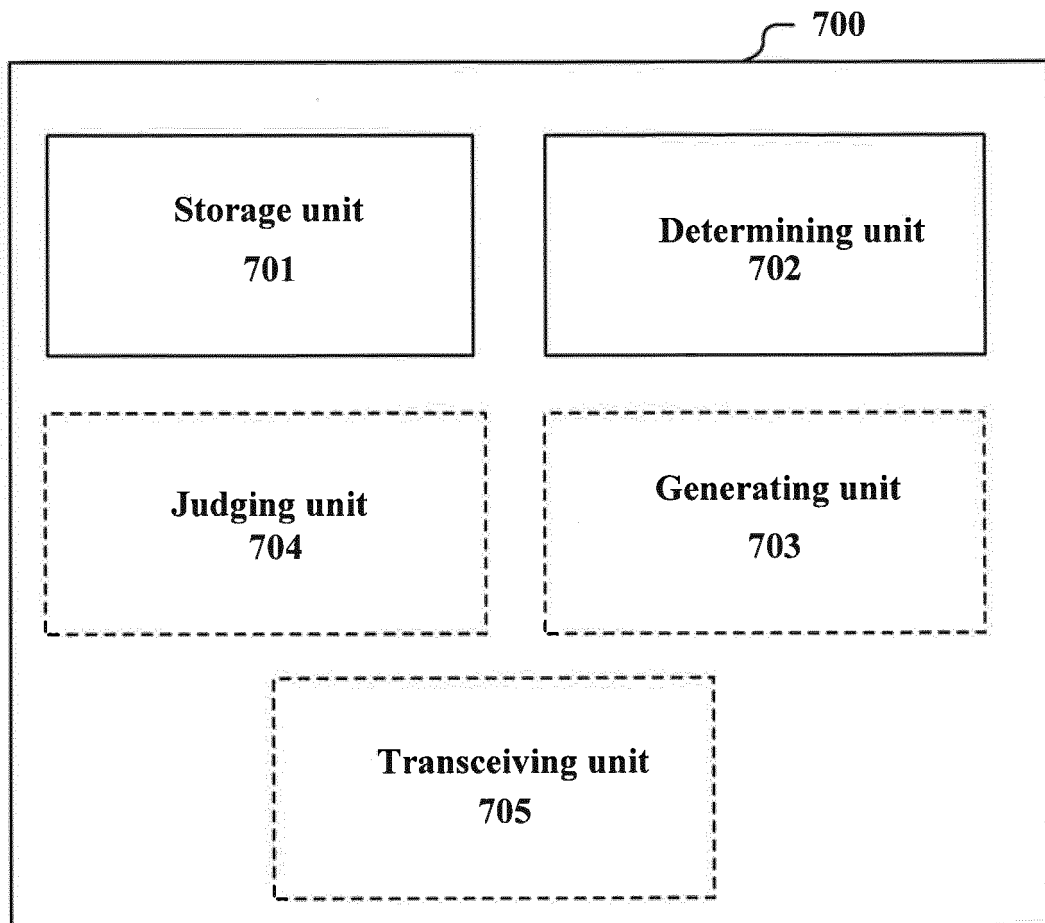 700
Storage unit
701
Determining unit
702
Judging unit
704
Generating unit
703
Transceiving unit
705